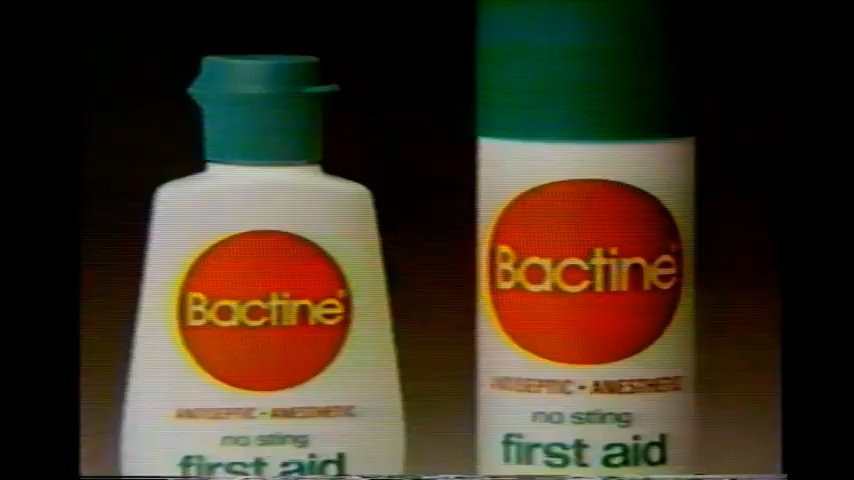 Bactine®
ANTISEPTIC • ANESTHETIC
no sting
first aid
Bactine®
ANTISEPTIC • ANESTHETIC
no sting
first aid